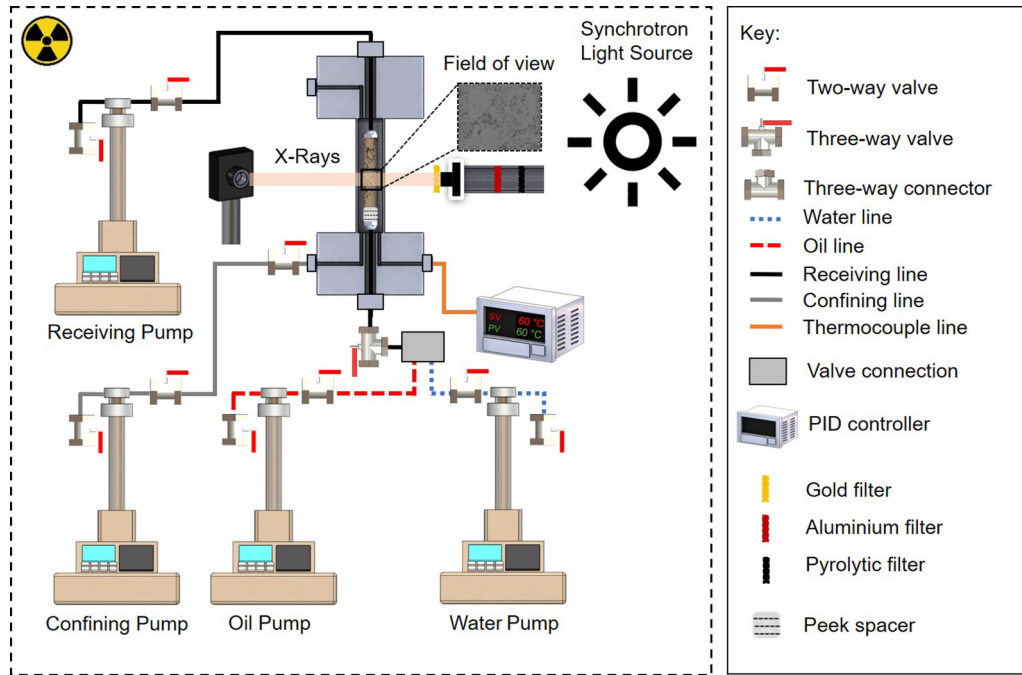 Synchrotron
Light Source
Field of view
X-Rays
SV 60 °C
PV 60 °C
Receiving Pump
Confining Pump
Oil Pump
Water Pump
Key:
Two-way valve
Three-way valve
Three-way connector
Water line
Oil line
Receiving line
Confining line
Thermocouple line
Valve connection
PID controller
Gold filter
Aluminium filter
Pyrolytic filter
Peek spacer